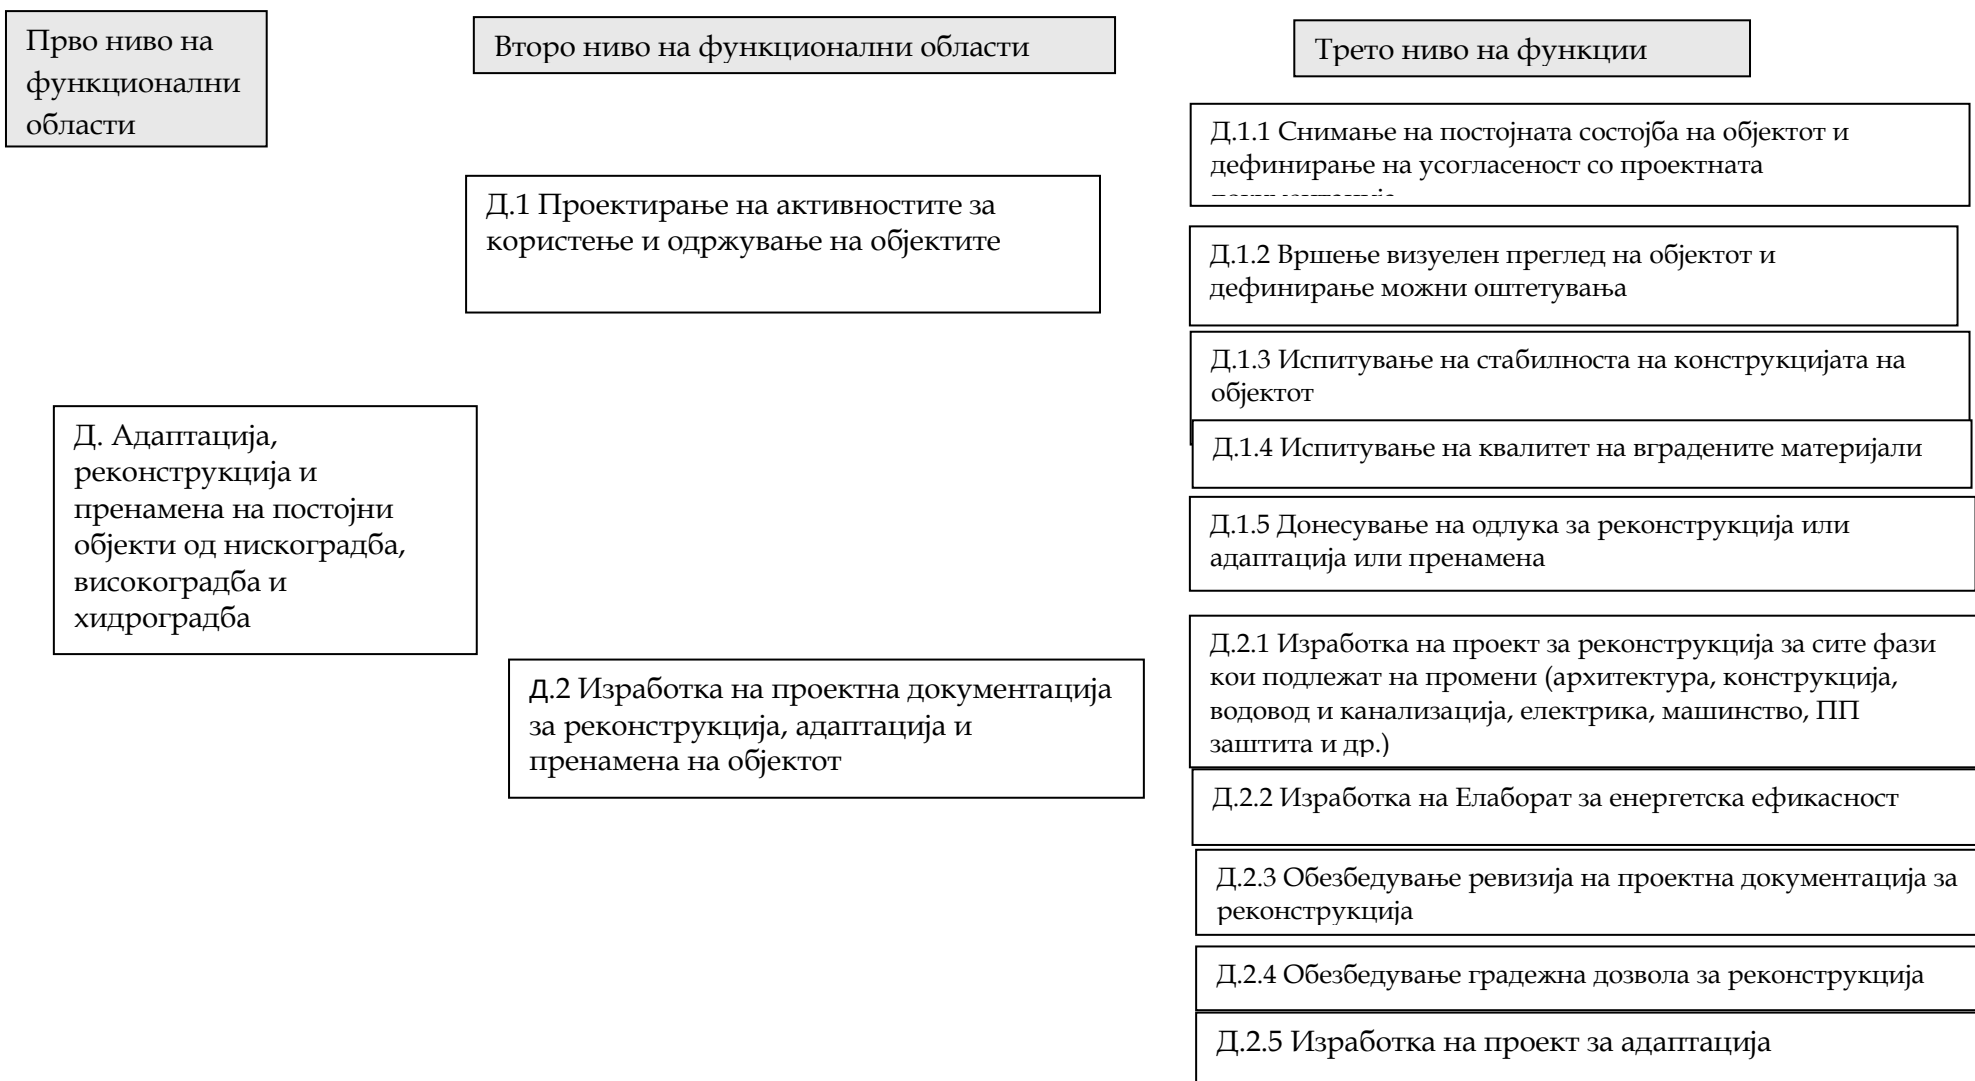 Прво ниво на
функционални
области
Второ ниво на функционални области
Трето ниво на функции
Д.1.1 Снимање на постојната состојба на објектот и
дефинирање на усогласеност со проектната
Д.1 Проектирање на активностите за
користење и одржување на објектите
Д.1.2 Вршење визуелен преглед на објектот и
дефинирање можни оштетувања
Д.1.3 Испитување на стабилноста на конструкцијата на
објектот
Д. Адаптација,
реконструкција и
пренамена на постојни
објекти од нискоградба,
високоградба и
хидроградба
Д.1.4 Испитување на квалитет на вградените материјали
Д.1.5 Донесување на одлука за реконструкција или
адаптација или пренамена
Д.2 Изработка на проектна документација
за реконструкција, адаптација и
пренамена на објектот
Д.2.1 Изработка на проект за реконструкција за сите фази
кои подлежат на промени (архитектура, конструкција,
водовод и канализација, електрика, машинство, ПП
заштита и др.)
Д.2.2 Изработка на Елаборат за енергетска ефикасност
Д.2.3 Обезбедување ревизија на проектна документација за
реконструкција
Д.2.4 Обезбедување градежна дозвола за реконструкција
Д.2.5 Изработка на проект за адаптација